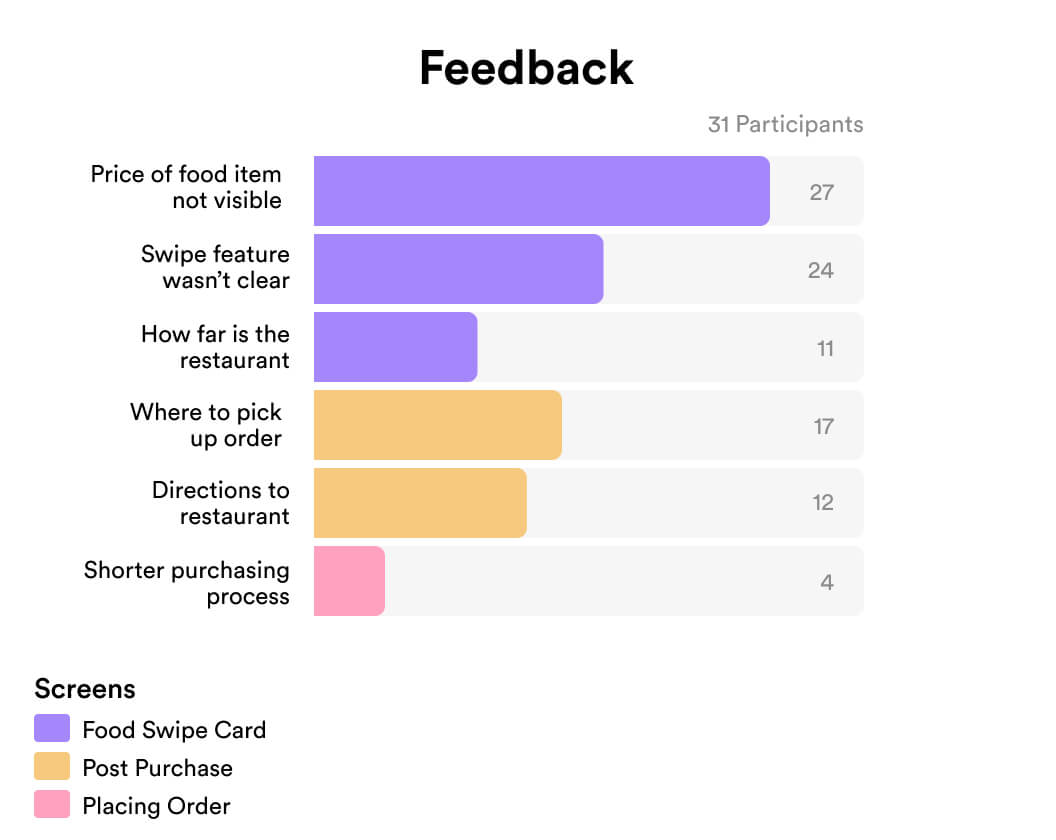 Feedback
31 Participants
Price of food item
not visible
27
Swipe feature
wasn’t clear
24
How far is the
restaurant
11
Where to pick
up order
17
Directions to
restaurant
12
Shorter purchasing
process
4
Screens
Food Swipe Card
Post Purchase
Placing Order